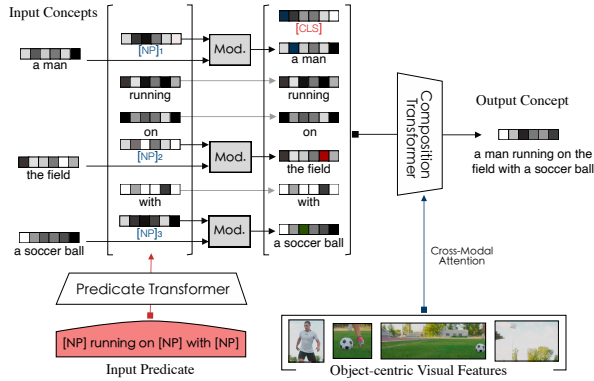 Input Concepts
[NP]1
Mod.
[CLS]
a man
a man
running
running
on
on
[NP]2
Mod.
the field
the field
with
with
[NP]3
Mod.
a soccer ball
a soccer ball
Composition
Transformer
Output Concept
a man running on the
field with a soccer ball
Cross-Modal
Attention
Predicate Transformer
[NP] running on [NP] with [NP]
Input Predicate
Object-centric Visual Features